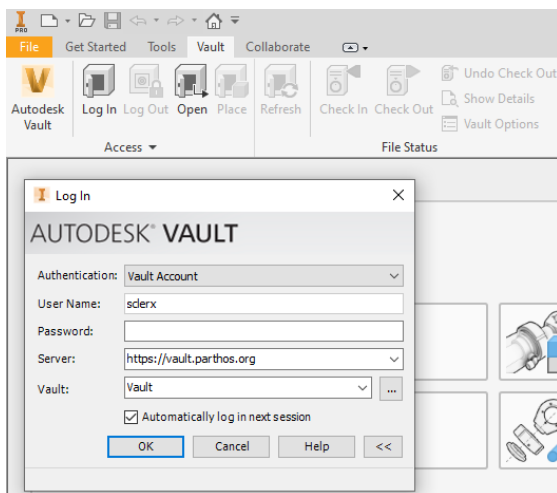 PRO
File Get Started Tools Vault Collaborate
Autodesk Vault
Log In Log Out Open Place Refresh Check In Check Out
Undo Check Out
Show Details
Vault Options
Access File Status
Log In
AUTODESK® VAULT
Authentication: Vault Account
User Name: sclerx
Password:
Server: https://vault.parthos.org
Vault: Vault ...
Automatically log in next session
OK Cancel Help <<